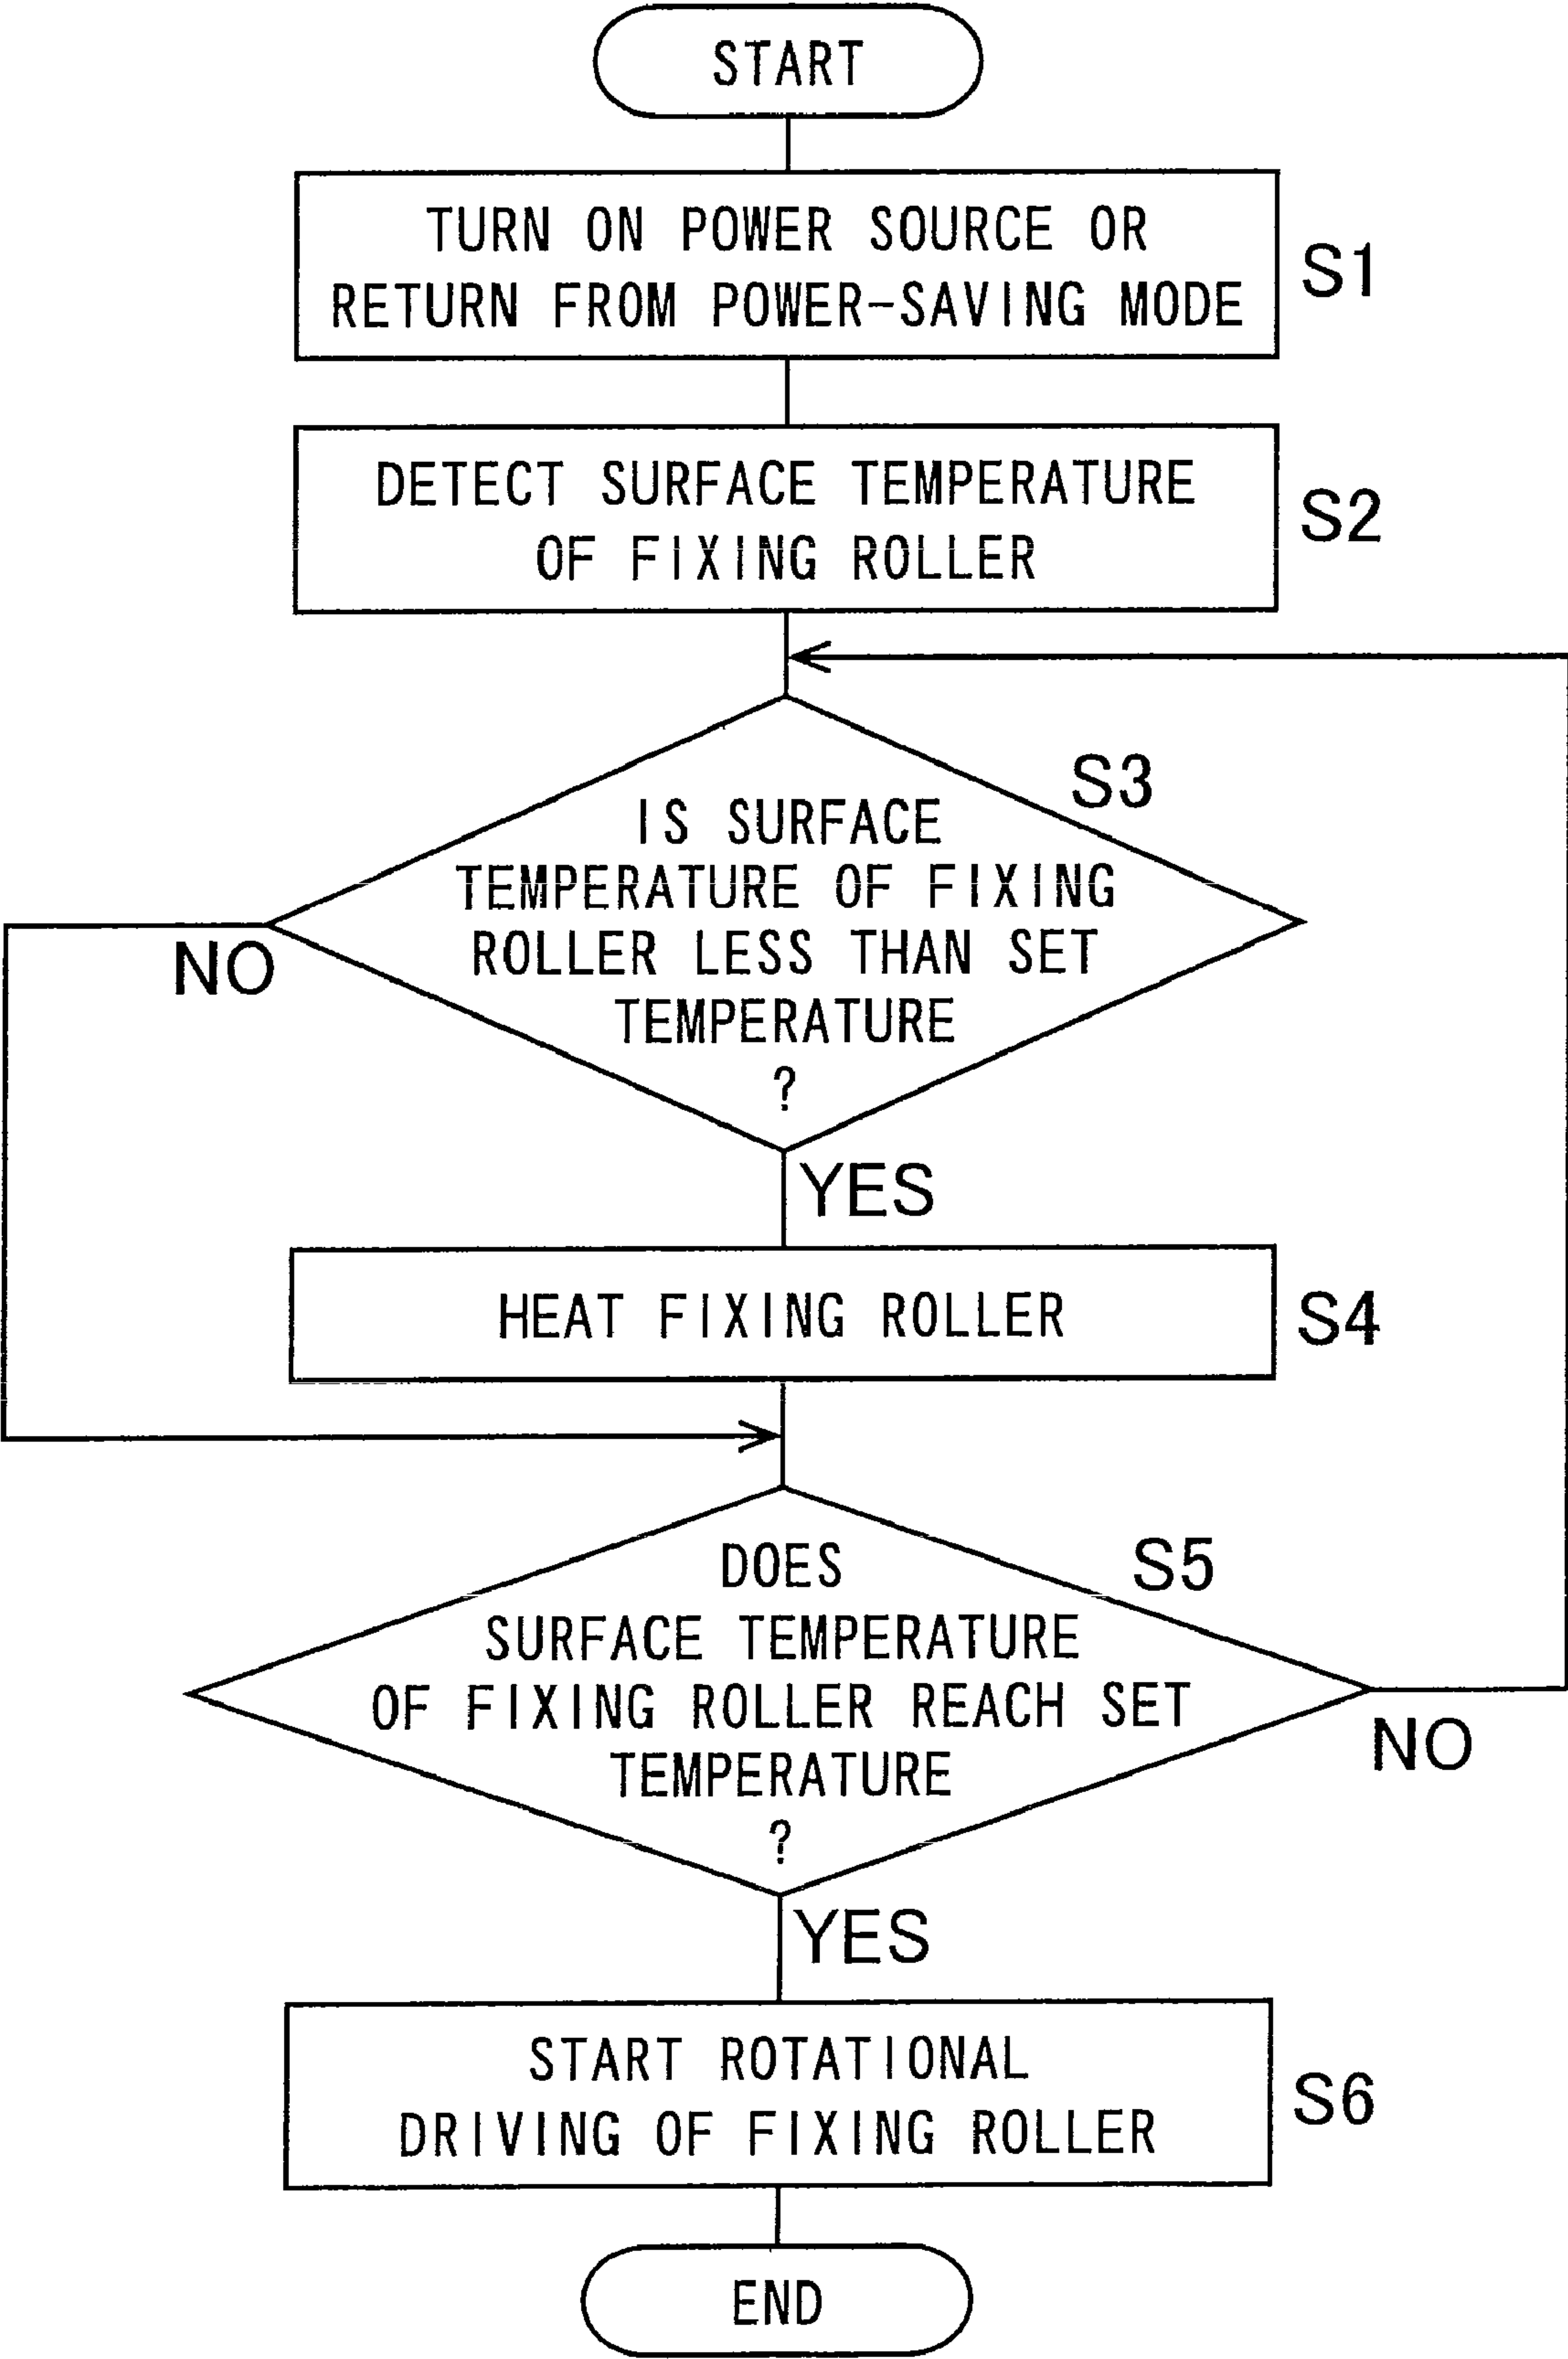 START
TURN ON POWER SOURCE OR
RETURN FROM POWER-SAVING MODE
S1
DETECT SURFACE TEMPERATURE
OF FIXING ROLLER
S2
S3
IS SURFACE
TEMPERATURE OF FIXING
ROLLER LESS THAN SET
TEMPERATURE
?
NO
YES
HEAT FIXING ROLLER
S4
DOES
S5
SURFACE TEMPERATURE
OF FIXING ROLLER REACH SET
TEMPERATURE
?
NO
YES
START ROTATIONAL
DRIVING OF FIXING ROLLER
S6
END